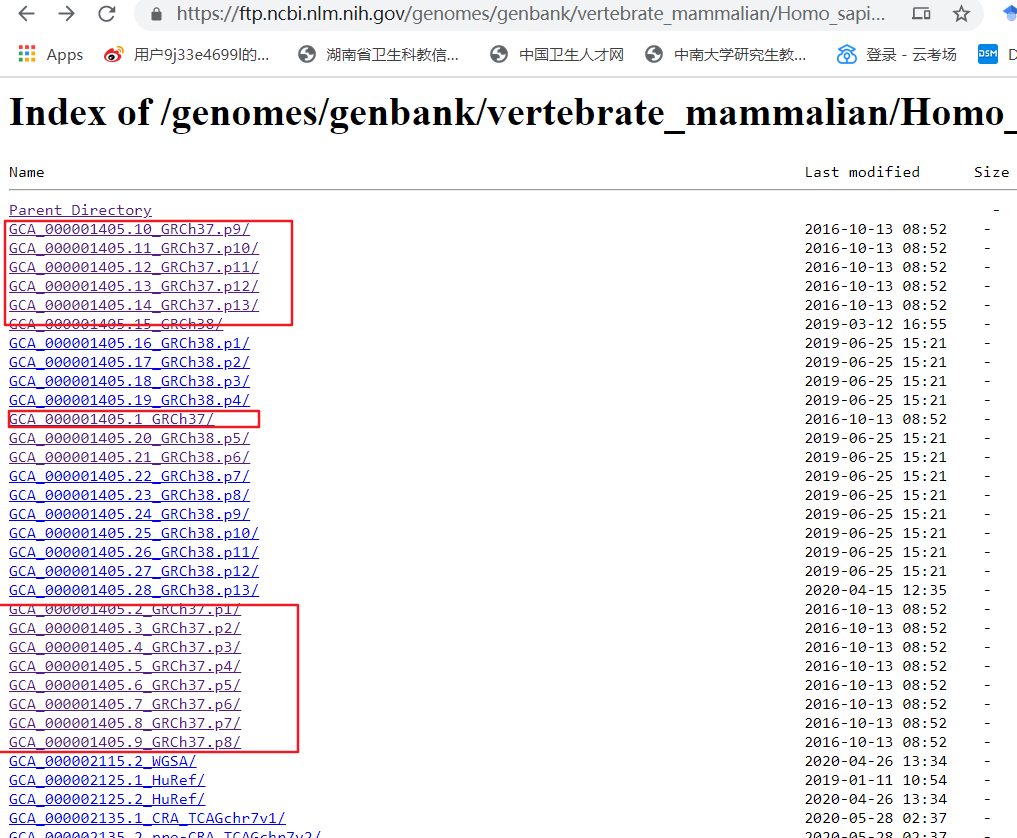 https://ftp.ncbi.nlm.nih.gov/genomes/genbank/vertebrate_mammalian/Homo_sapi...
Apps 用户9j33e4699l的... 湖南省卫生科教信... 中国卫生人才网 中南大学研究生教... 登录 - 云考场 DSM D
Index of /genomes/genbank/vertebrate_mammalian/Homo_
Name Last modified Size
Parent Directory -
GCA_000001405.10_GRCh37.p9/ 2016-10-13 08:52 -
GCA_000001405.11_GRCh37.p10/ 2016-10-13 08:52 -
GCA_000001405.12_GRCh37.p11/ 2016-10-13 08:52 -
GCA_000001405.13_GRCh37.p12/ 2016-10-13 08:52 -
GCA_000001405.14_GRCh37.p13/ 2016-10-13 08:52 -
GCA_000001405.15_GRCh38/ 2019-03-12 16:55 -
GCA_000001405.16_GRCh38.p1/ 2019-06-25 15:21 -
GCA_000001405.17_GRCh38.p2/ 2019-06-25 15:21 -
GCA_000001405.18_GRCh38.p3/ 2019-06-25 15:21 -
GCA_000001405.19_GRCh38.p4/ 2019-06-25 15:21 -
GCA_000001405.1_GRCh37/ 2016-10-13 08:52 -
GCA_000001405.20_GRCh38.p5/ 2019-06-25 15:21 -
GCA_000001405.21_GRCh38.p6/ 2019-06-25 15:21 -
GCA_000001405.22_GRCh38.p7/ 2019-06-25 15:21 -
GCA_000001405.23_GRCh38.p8/ 2019-06-25 15:21 -
GCA_000001405.24_GRCh38.p9/ 2019-06-25 15:21 -
GCA_000001405.25_GRCh38.p10/ 2019-06-25 15:21 -
GCA_000001405.26_GRCh38.p11/ 2019-06-25 15:21 -
GCA_000001405.27_GRCh38.p12/ 2019-06-25 15:21 -
GCA_000001405.28_GRCh38.p13/ 2020-04-15 12:35 -
GCA_000001405.2_GRCh37.p1/ 2016-10-13 08:52 -
GCA_000001405.3_GRCh37.p2/ 2016-10-13 08:52 -
GCA_000001405.4_GRCh37.p3/ 2016-10-13 08:52 -
GCA_000001405.5_GRCh37.p4/ 2016-10-13 08:52 -
GCA_000001405.6_GRCh37.p5/ 2016-10-13 08:52 -
GCA_000001405.7_GRCh37.p6/ 2016-10-13 08:52 -
GCA_000001405.8_GRCh37.p7/ 2016-10-13 08:52 -
GCA_000001405.9_GRCh37.p8/ 2016-10-13 08:52 -
GCA_000002115.2_WGSA/ 2020-04-26 13:34 -
GCA_000002125.1_HuRef/ 2019-01-11 10:54 -
GCA_000002125.2_HuRef/ 2020-04-26 13:34 -
GCA_000002135.1_CRA_TCAGchr7v1/ 2020-05-28 02:37 -
GCA_000002135.2_nno-CRA_TCAGchr7v2/ 2020-05-28 02:37 -